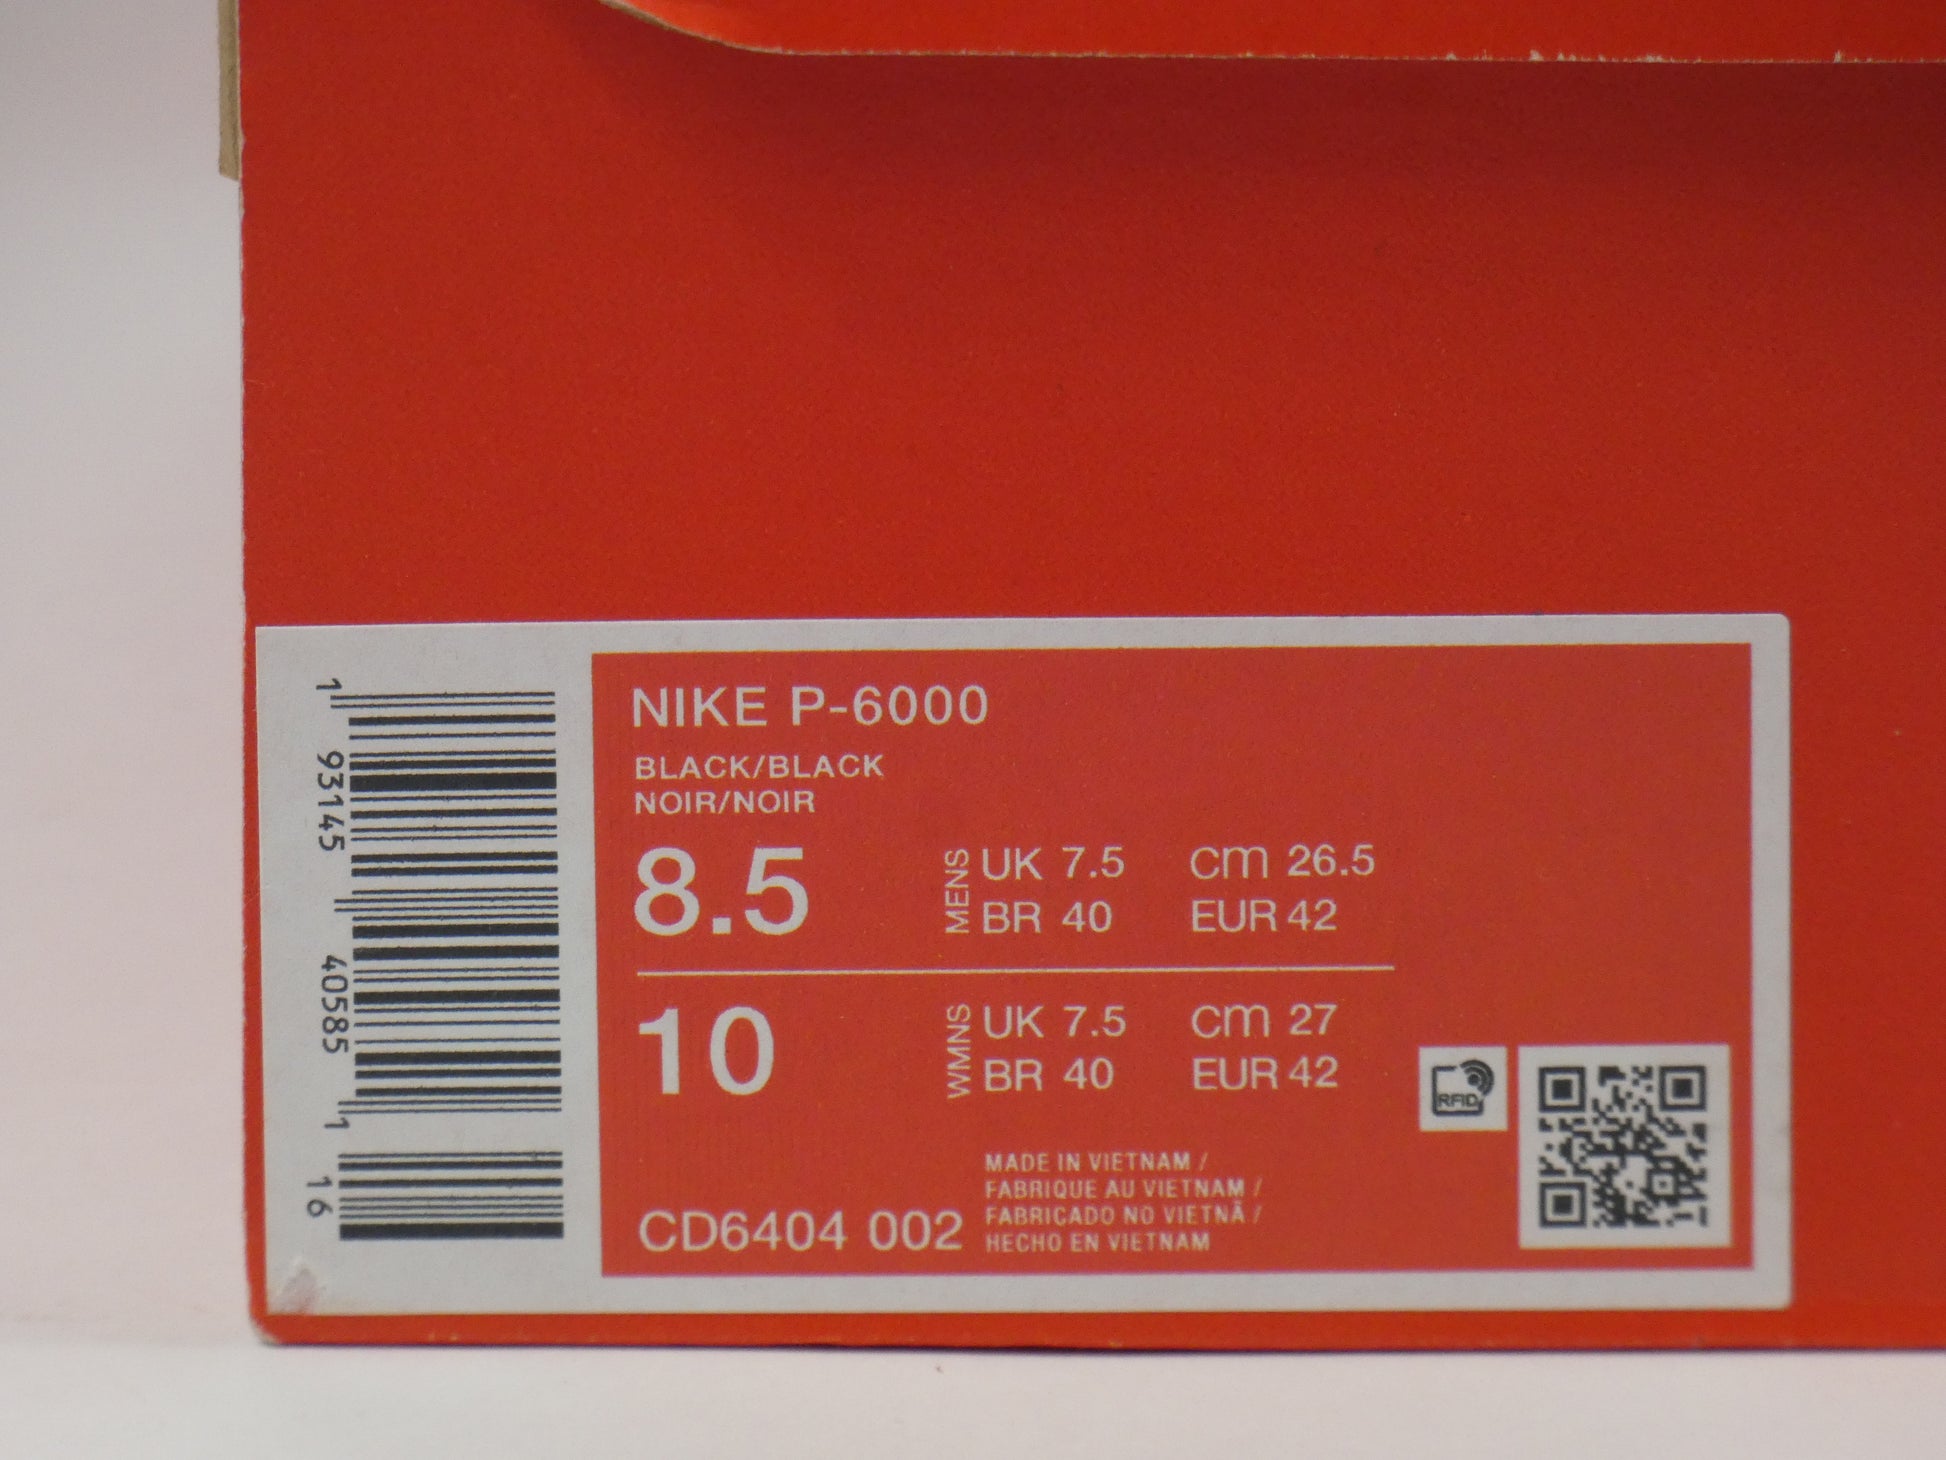 NIKE P-6000
BLACK/BLACK
NOIR/NOIR
8.5
MENS
UK 7.5 cm 26.5
BR 40 EUR 42
10
WMNS
UK 7.5 cm 27
BR 40 EUR 42
MADE IN VIETNAM /
FABRIQUE AU VIETNAM /
FABRICADO NO VIETNÃ /
HECHO EN VIETNAM
CD6404 002
RFID
1 93145 40585 1 16